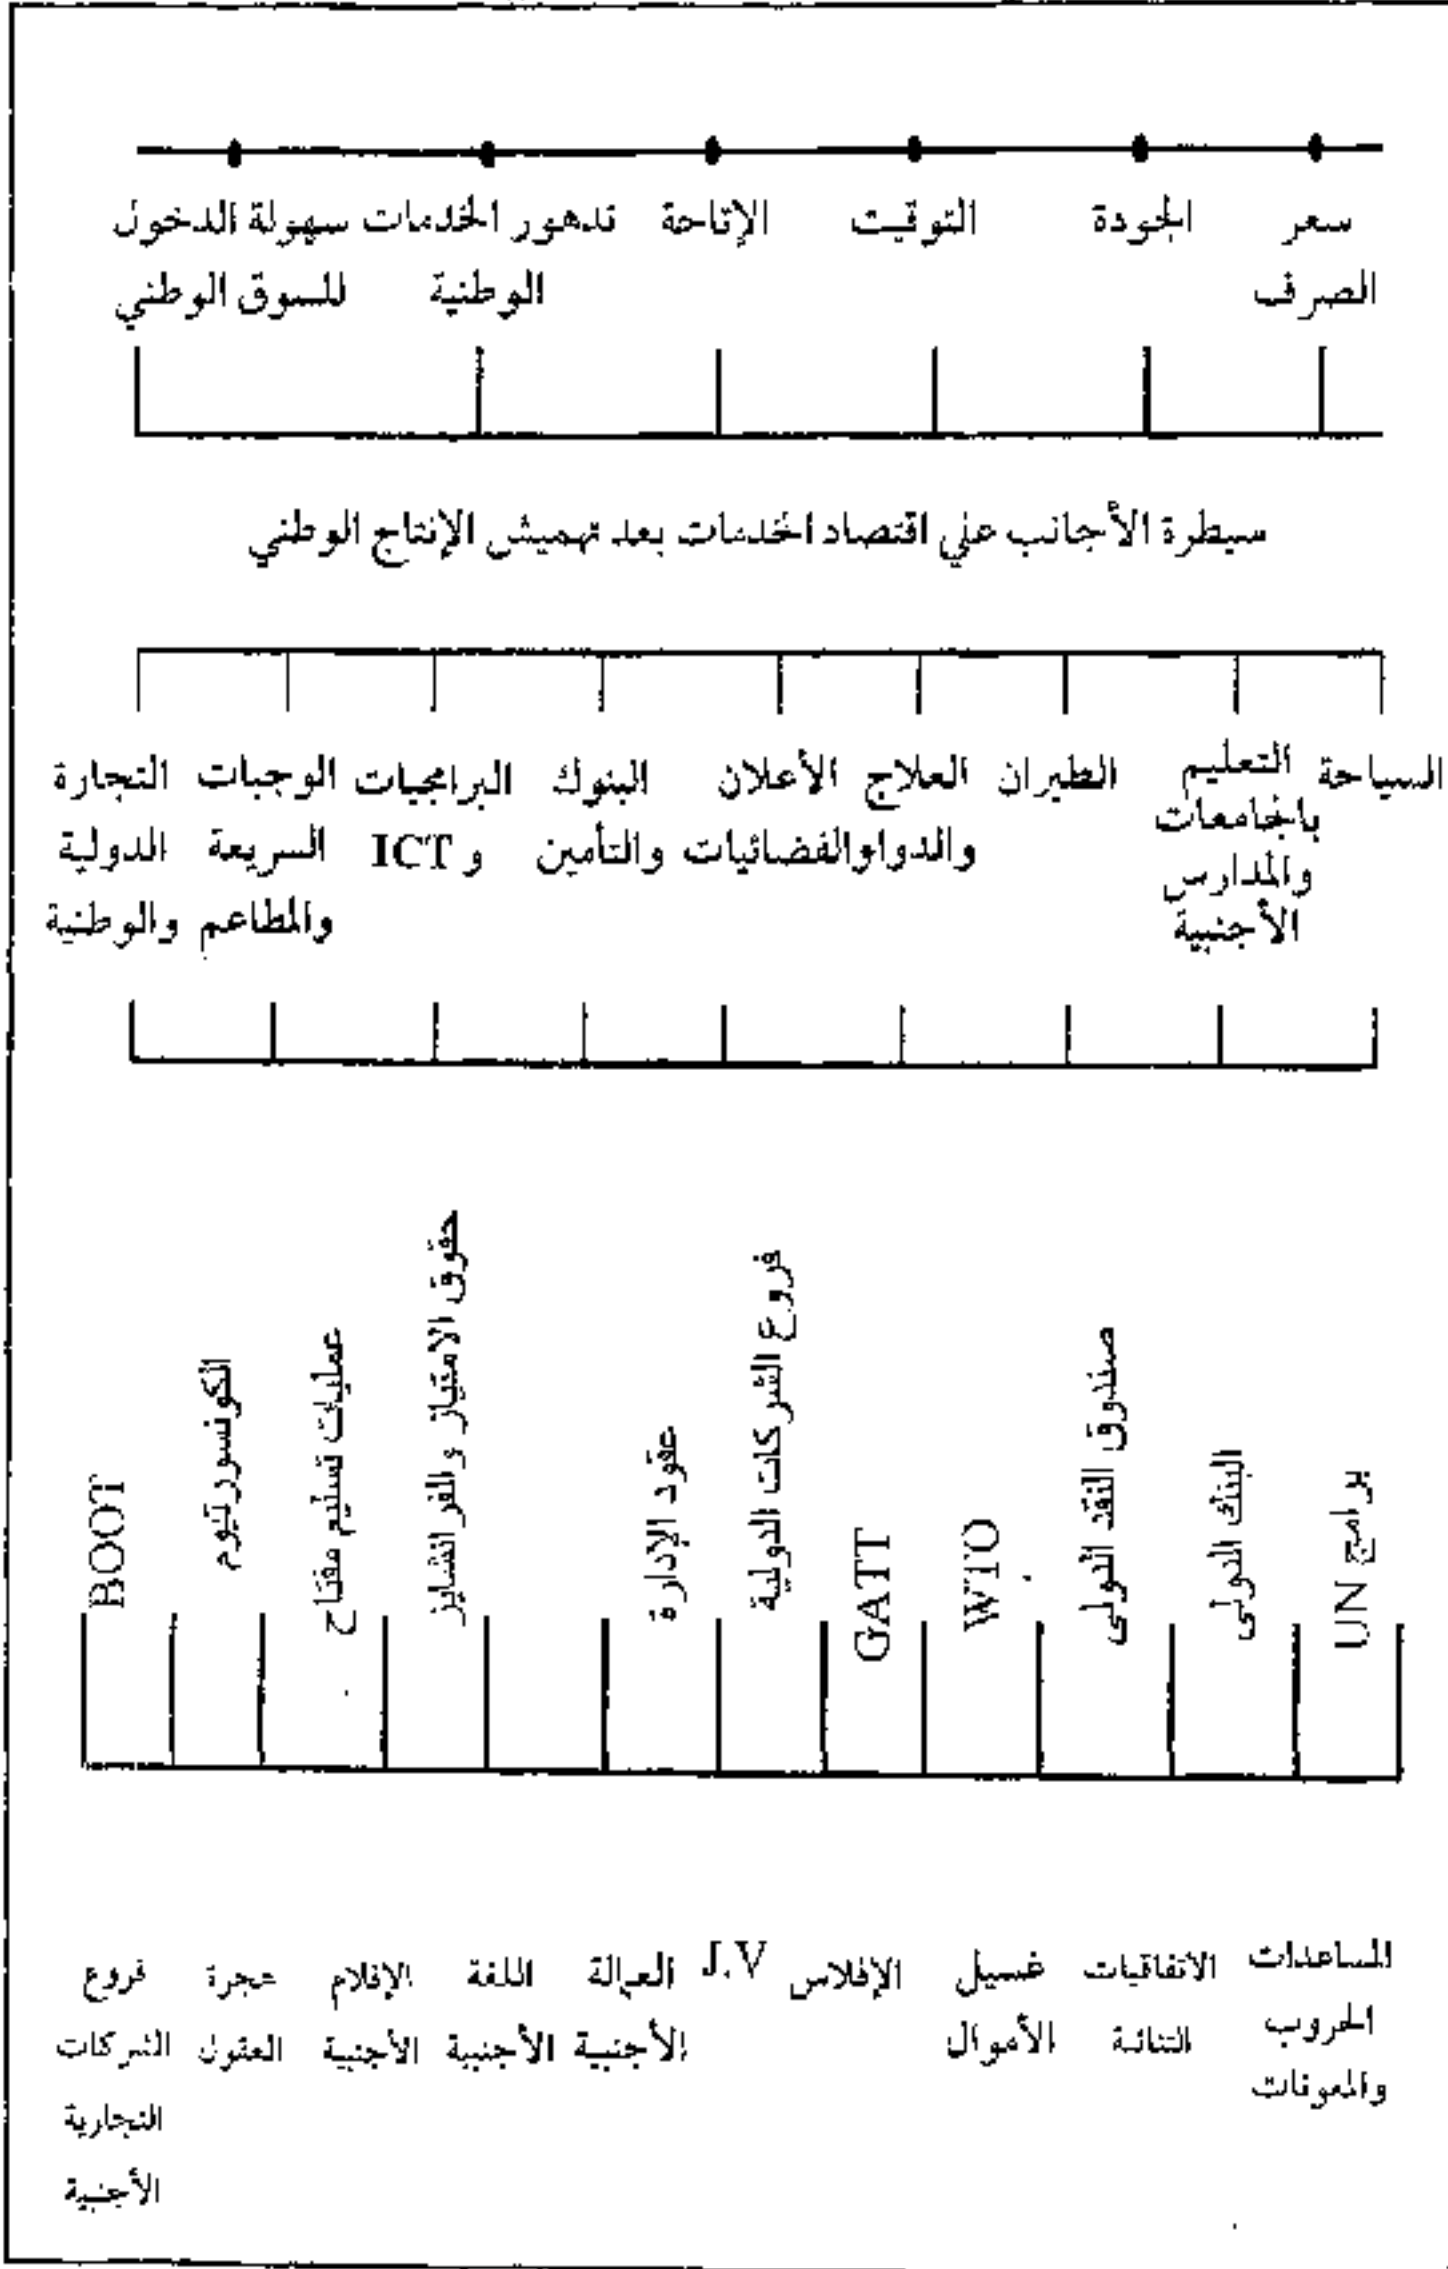 سعر الجودة التوقيت الإتاحة تدهور الخدمات سهولة الدخول
الصرف الوطنية للسوق الوطني
سيطرة الأجانب علي اقتصاد الخدمات بعد تهميش الإنتاج الوطني
السياحة التعليم الطيران العلاج الأعلان البنوك البرامجيات الوجبات التجارة
بالجامعات والدواوالفضائيات والتأمين و ICT السريعة الدولية
والمدارس والمطاعم والوطنية
الأجنبية
برامج UN
البنك الدولى
صندوق النقد الدولى
WTO
GATT
فروع الشركات الدولية
عقود الإدارة
حقوق الامتياز والفرانشايز
عمليات تسليم مفتاح
الكونسورتيوم
BOOT
المساعدات الاتفاقيات غسيل الإفلاس J.V العمالة اللغة الإفلام هجرة فروع
الحروب الثنائة الأموال الأجنبية الأجنبية الأجنبية العقول الشركات
والمعونات التجارية
الأجنبية